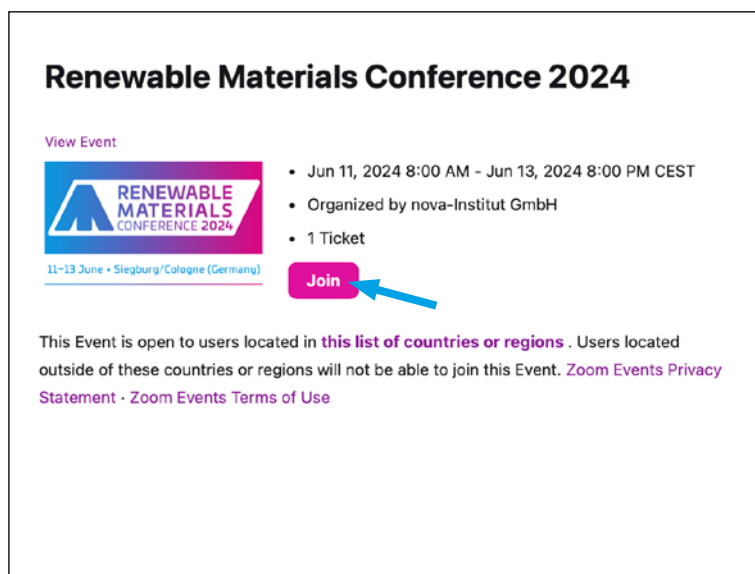 Renewable Materials Conference 2024
View Event
RENEWABLE
MATERIALS
CONFERENCE 2024
11–13 June • Siegburg/Cologne (Germany)
• Jun 11, 2024 8:00 AM - Jun 13, 2024 8:00 PM CEST
• Organized by nova-Institut GmbH
• 1 Ticket
Join
This Event is open to users located in this list of countries or regions . Users located
outside of these countries or regions will not be able to join this Event. Zoom Events Privacy
Statement · Zoom Events Terms of Use